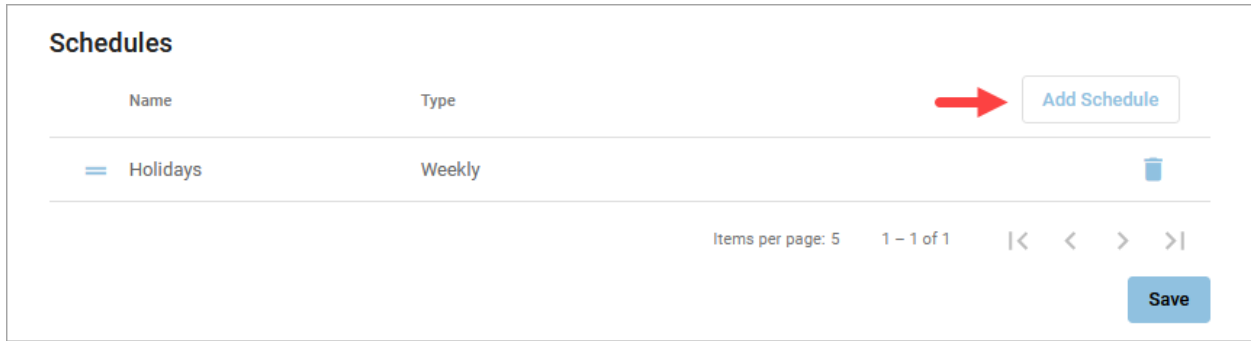 Schedules
Name Type Add Schedule
Holidays Weekly
Items per page: 5 1 – 1 of 1
Save